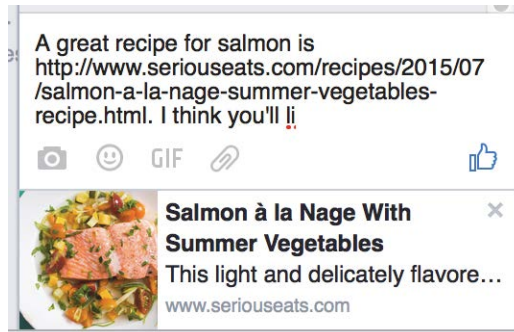 A great recipe for salmon is
http://www.seriouseats.com/recipes/2015/07
/salmon-a-la-nage-summer-vegetables-
recipe.html. I think you'll li
GIF
Salmon à la Nage With
Summer Vegetables
This light and delicately flavore...
www.seriouseats.com